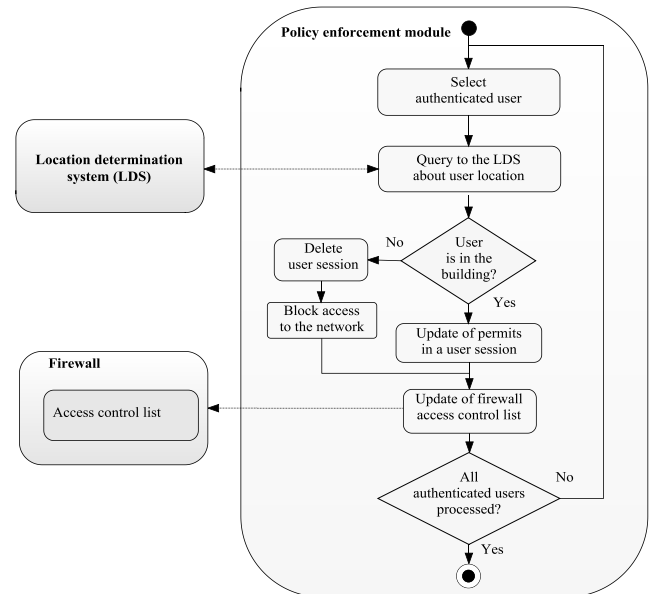 Policy enforcement module
Select
authenticated user
Location determination
system (LDS)
Query to the LDS
about user location
User
is in the
building?
No
Yes
Delete
user session
Block access
to the network
Update of permits
in a user session
Firewall
Access control list
Update of firewall
access control list
All
authenticated users
processed?
No
Yes